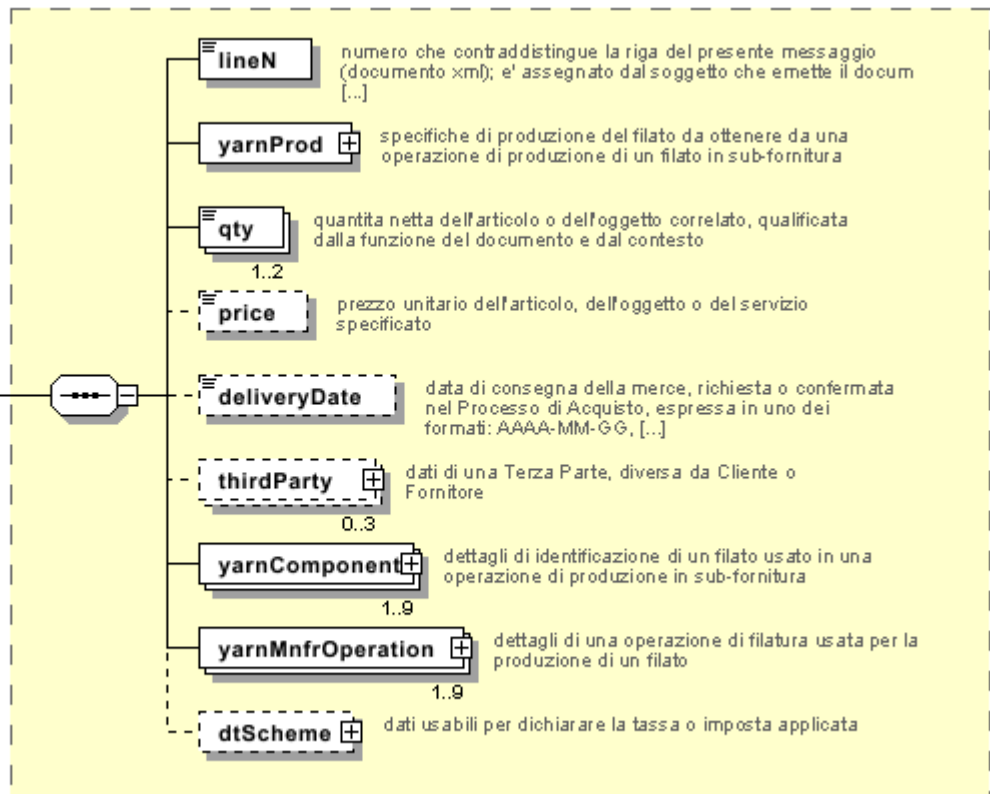 lineN
numero che contraddistingue la riga del presente messaggio
(documento xml); e' assegnato dal soggetto che emette il docum
[...]
yarnProd
specifiche di produzione del filato da ottenere da una
operazione di produzione di un filato in sub-fornitura
qty
quantita netta dell'articolo o dell'oggetto correlato, qualificata
dalla funzione del documento e dal contesto
1..2
price
prezzo unitario dell'articolo, dell'oggetto o del servizio
specificato
deliveryDate
data di consegna della merce, richiesta o confermata
nel Processo di Acquisto, espressa in uno dei
formati: AAAA-MM-GG, [...]
thirdParty
dati di una Terza Parte, diversa da Cliente o
Fornitore
0..3
yarnComponent
dettagli di identificazione di un filato usato in una
operazione di produzione in sub-fornitura
1..9
yarnMnfrOperation
dettagli di una operazione di filatura usata per la
produzione di un filato
1..9
dtScheme
dati usabili per dichiarare la tassa o imposta applicata